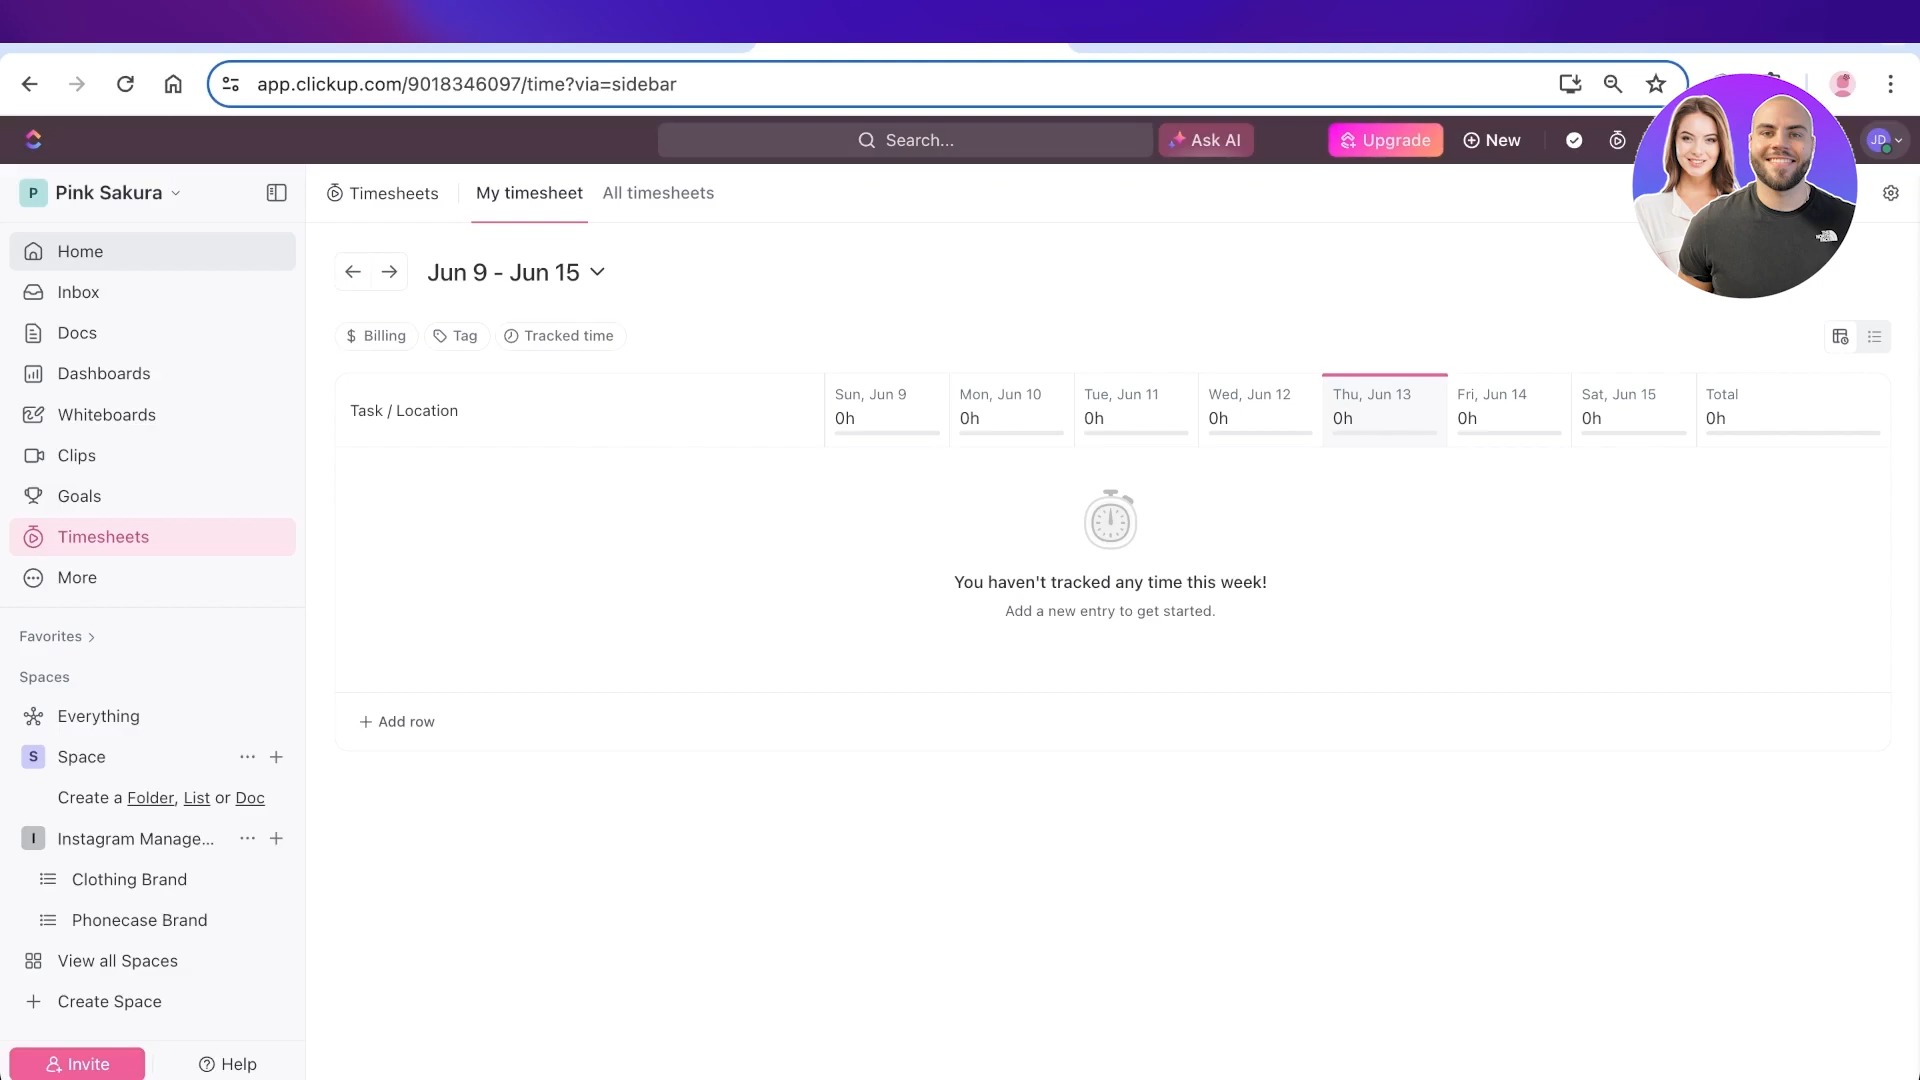 app.clickup.com/9018346097/time?via=sidebar
Search...
Ask AI
Upgrade
New
JD
P Pink Sakura
Timesheets
My timesheet
All timesheets
Home
Inbox
Docs
Dashboards
Whiteboards
Clips
Goals
Timesheets
More
Favorites
Spaces
Everything
S Space
Create a Folder, List or Doc
I Instagram Manage...
Clothing Brand
Phonecase Brand
View all Spaces
Create Space
Invite
Help
Jun 9 - Jun 15
$ Billing
Tag
Tracked time
Task / Location
Sun, Jun 9
0h
Mon, Jun 10
0h
Tue, Jun 11
0h
Wed, Jun 12
0h
Thu, Jun 13
0h
Fri, Jun 14
0h
Sat, Jun 15
0h
Total
0h
You haven't tracked any time this week!
Add a new entry to get started.
+ Add row